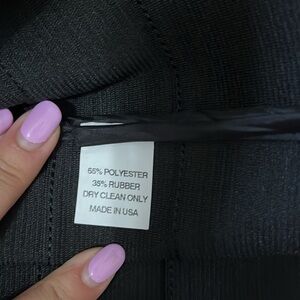 65% POLYESTER
35% RUBBER
DRY CLEAN ONLY
MADE IN USA